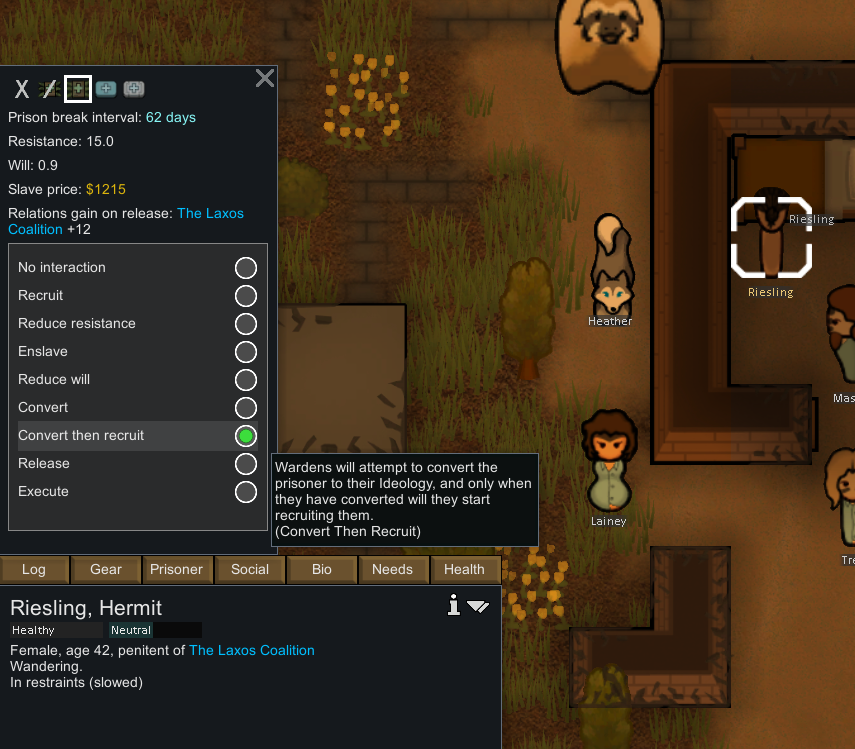 Prison break interval: 62 days
Resistance: 15.0
Will: 0.9
Slave price: $1215
Relations gain on release: The Laxos
Coalition +12
No interaction
Recruit
Reduce resistance
Enslave
Reduce will
Convert
Convert then recruit
Release
Execute
Wardens will attempt to convert the
prisoner to their Ideology, and only when
they have converted will they start
recruiting them.
(Convert Then Recruit)
Log
Gear
Prisoner
Social
Bio
Needs
Health
Riesling, Hermit
Healthy
Neutral
Female, age 42, penitent of The Laxos Coalition
Wandering.
In restraints (slowed)
Riesling
Riesling
Heather
Mas
Lainey
Tre